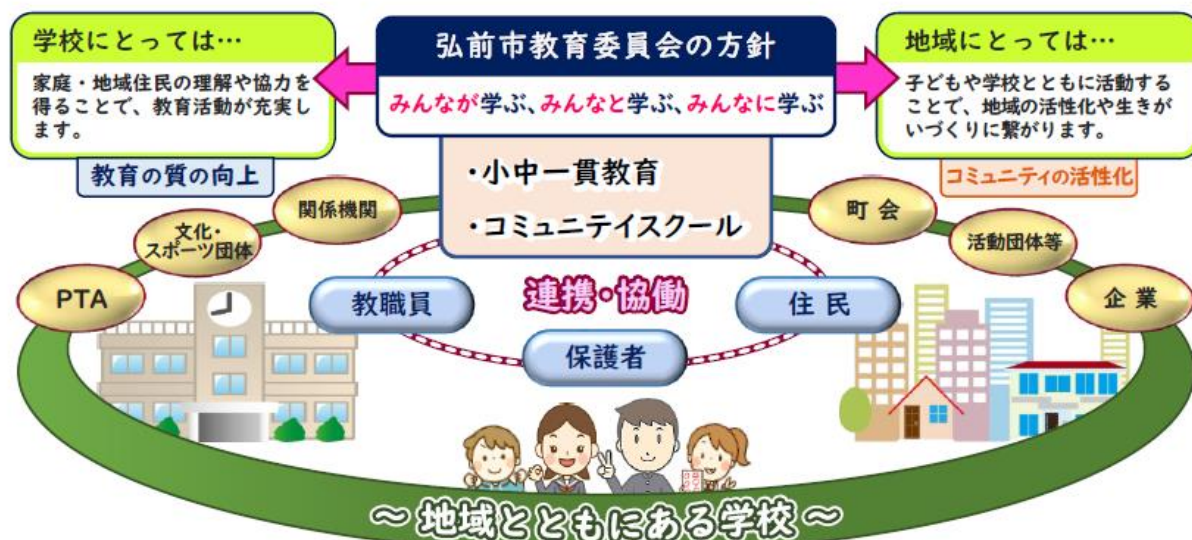 学校にとっては…
家庭・地域住民の理解や協力を
得ることで、教育活動が充実し
ます。
教育の質の向上
弘前市教育委員会の方針
みんなが学ぶ、みんなと学ぶ、みんなに学ぶ
・小中一貫教育
・コミュニテイスクール
地域にとっては…
子どもや学校とともに活動する
ことで、地域の活性化や生きが
いづくりに繋がります。
コミュニティの活性化
関係機関
文化・
スポーツ団体
PTA
町会
活動団体等
企業
教職員
連携・協働
住民
保護者
～地域とともにある学校～